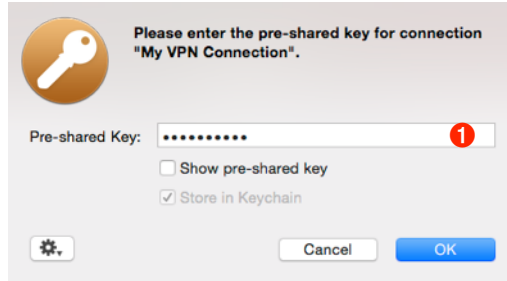 Please enter the pre-shared key for connection
"My VPN Connection".
Pre-shared Key: ••••••••••
1
Show pre-shared key
Store in Keychain
Cancel
OK